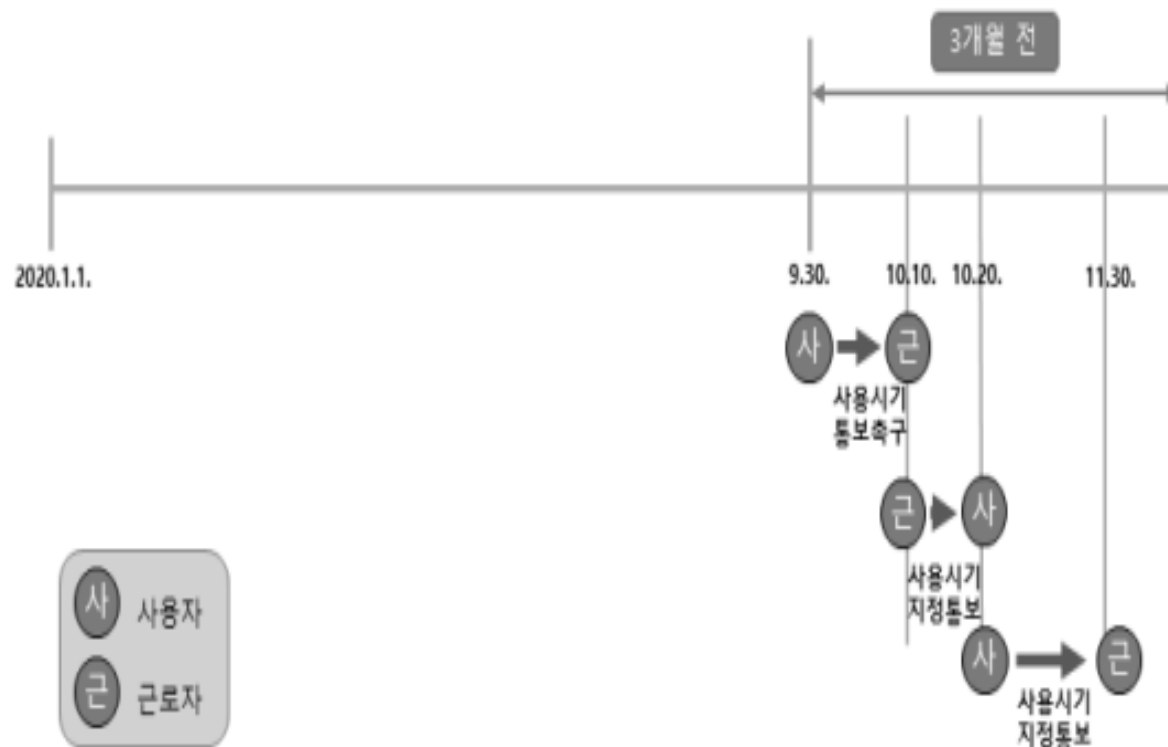 3개월 전
2020.1.1.
9.30.
10.10.
10.20.
11.30.
사
근
사용시기
통보촉구
근
사
사용시기
지정통보
사
근
사용시기
지정통보
사
사용자
근
근로자